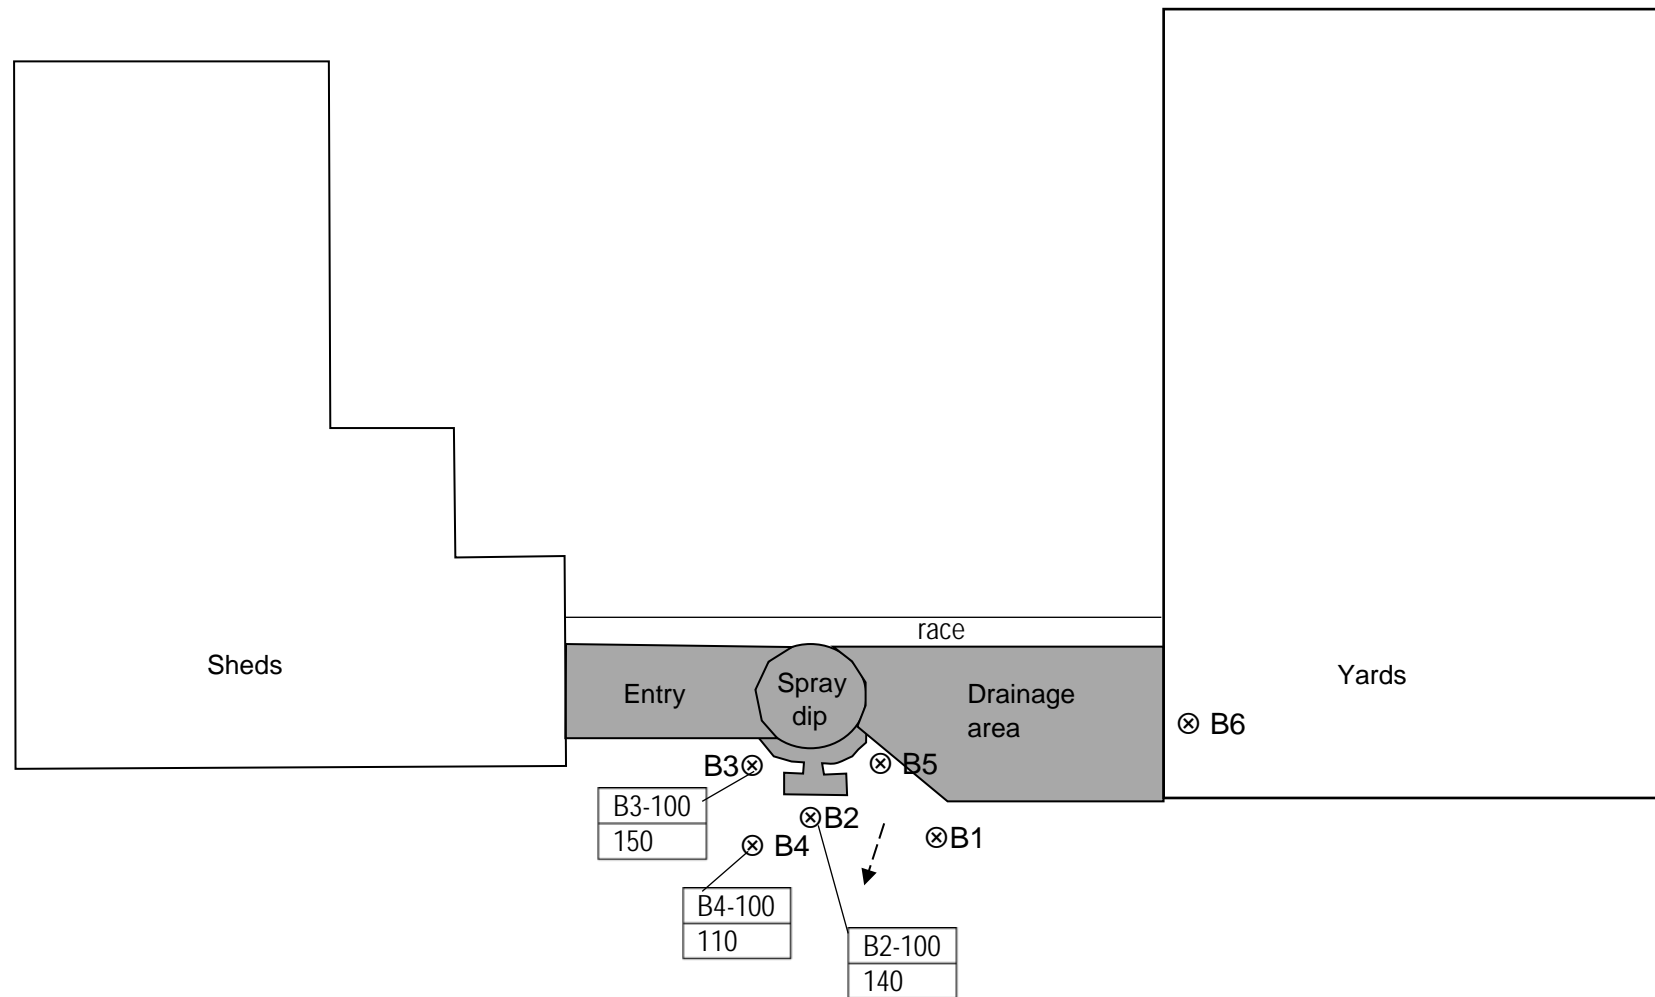 race
Sheds
Entry
Spray
dip
Drainage
area
Yards
B6
B3
B5
B3-100
150
B2
B4
B1
B4-100
110
B2-100
140